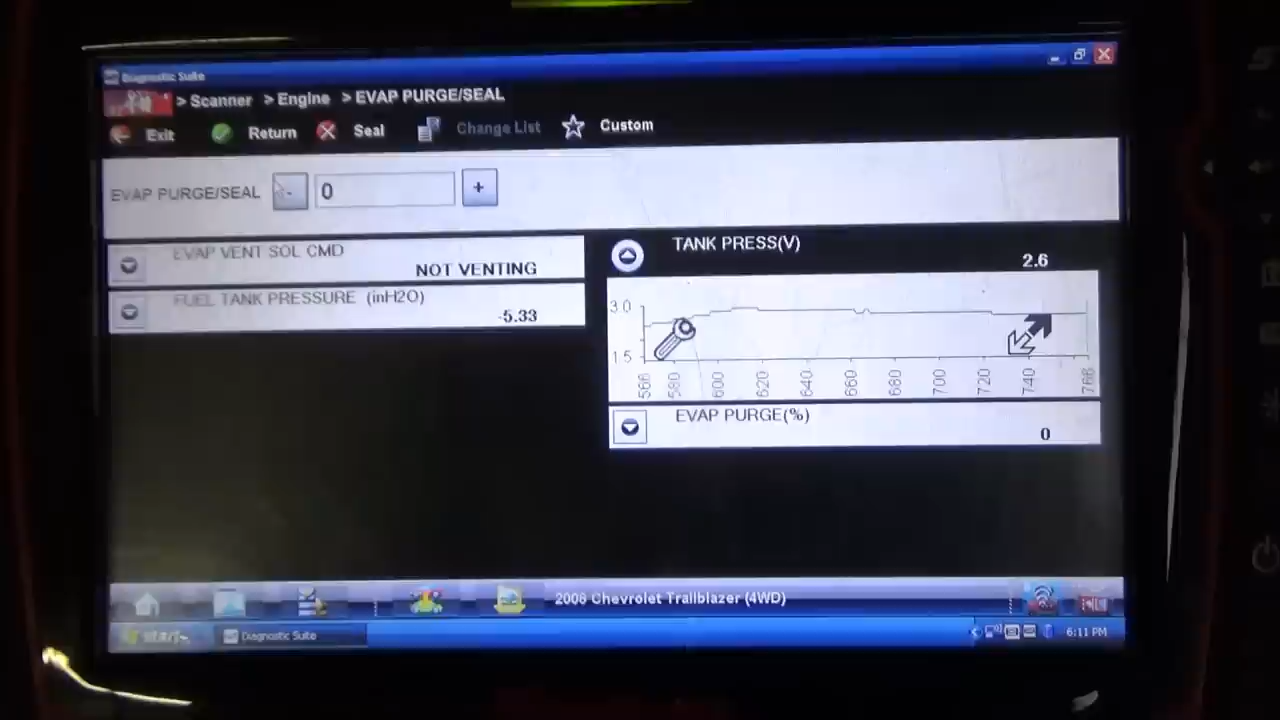 Diagnostic Suite
> Scanner > Engine > EVAP PURGE/SEAL
Exit Return Seal Change List Custom
EVAP PURGE/SEAL - 0 +
EVAP VENT SOL CMD
NOT VENTING
FUEL TANK PRESSURE (inH2O)
-5.33
TANK PRESS(V)
2.6
3.0
1.5
566 580 600 620 640 660 680 700 720 740 766
EVAP PURGE(%)
0
2006 Chevrolet Trailblazer (4WD)
start
Diagnostic Suite
6:11 PM